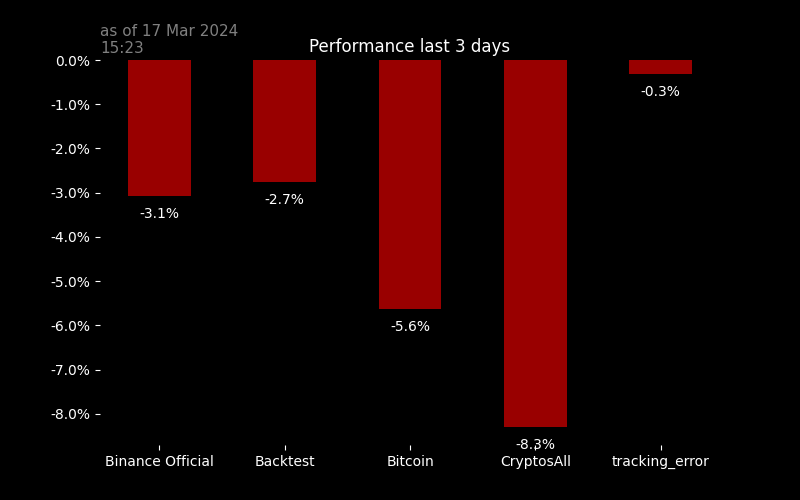 as of 17 Mar 2024
15:23
Performance last 3 days
0.0%
-1.0%
-2.0%
-3.0%
-4.0%
-5.0%
-6.0%
-7.0%
-8.0%
-3.1%
-2.7%
-5.6%
-8.3%
-0.3%
Binance Official
Backtest
Bitcoin
CryptosAll
tracking_error